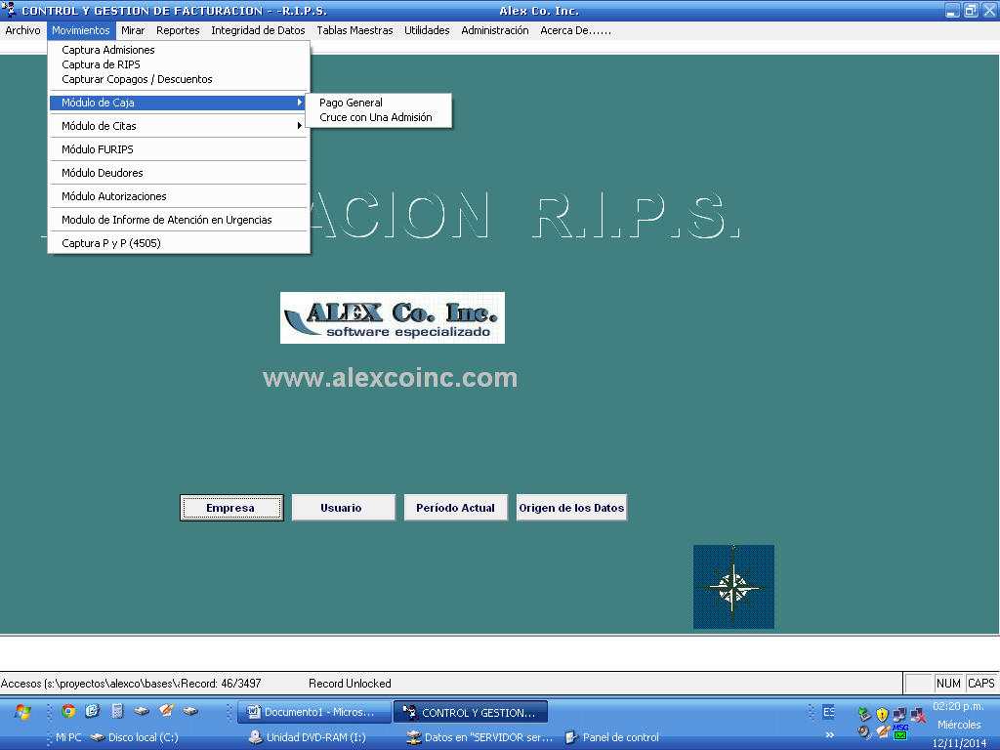 CONTROL Y GESTION DE FACTURACION - -R.I.P.S. Alex Co. Inc.
Archivo Movimientos Mirar Reportes Integridad de Datos Tablas Maestras Utilidades Administración Acerca De......
Captura Admisiones
Captura de RIPS
Capturar Copagos / Descuentos
Módulo de Caja
Pago General
Cruce con Una Admisión
Módulo de Citas
Módulo FURIPS
Módulo Deudores
Módulo Autorizaciones
Modulo de Informe de Atención en Urgencias
Captura P y P (4505)
ACION R.I.P.S.
ALEX Co. Inc.
software especializado
www.alexcoinc.com
Empresa Usuario Período Actual Origen de los Datos
Accesos (s:\proyectos\alexco\bases\a Record: 46/3497 Record Unlocked NUM CAPS
Documento1 - Micros... CONTROL Y GESTION... ES 02:20 p.m.
Miércoles
MSG
Mi PC Disco local (C:) Unidad DVD-RAM (I:) Datos en "SERVIDOR ser... Panel de control » 12/11/2014